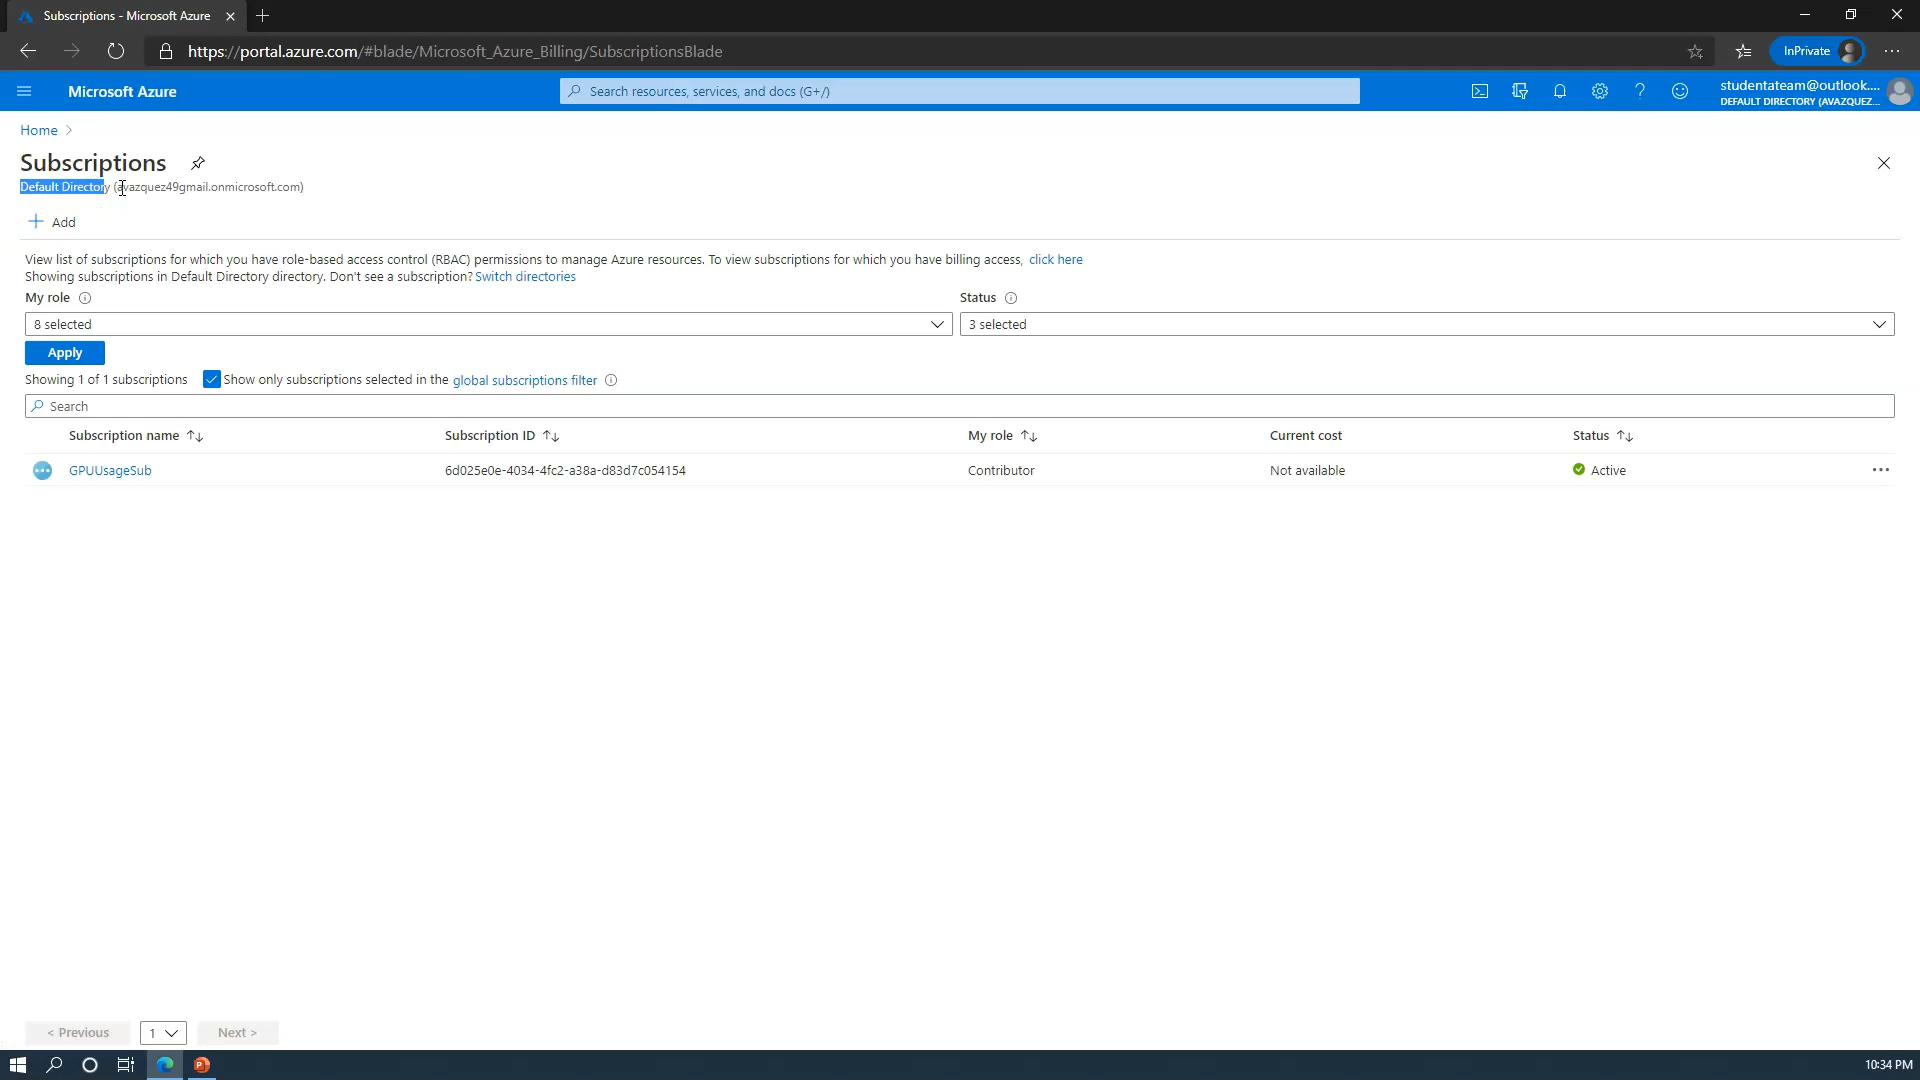 Subscriptions - Microsoft Azure
https://portal.azure.com/#blade/Microsoft_Azure_Billing/SubscriptionsBlade
InPrivate
Microsoft Azure
Search resources, services, and docs (G+/)
studentateam@outlook....
DEFAULT DIRECTORY (AVAZQUEZ...
Home
Subscriptions
Default Directory (avazquez49gmail.onmicrosoft.com)
Add
View list of subscriptions for which you have role-based access control (RBAC) permissions to manage Azure resources. To view subscriptions for which you have billing access, click here
Showing subscriptions in Default Directory directory. Don't see a subscription? Switch directories
My role
Status
8 selected
3 selected
Apply
Showing 1 of 1 subscriptions
Show only subscriptions selected in the global subscriptions filter
Search
Subscription name Subscription ID My role Current cost Status
GPUUsageSub 6d025e0e-4034-4fc2-a38a-d83d7c054154 Contributor Not available Active
< Previous 1 Next >
10:34 PM